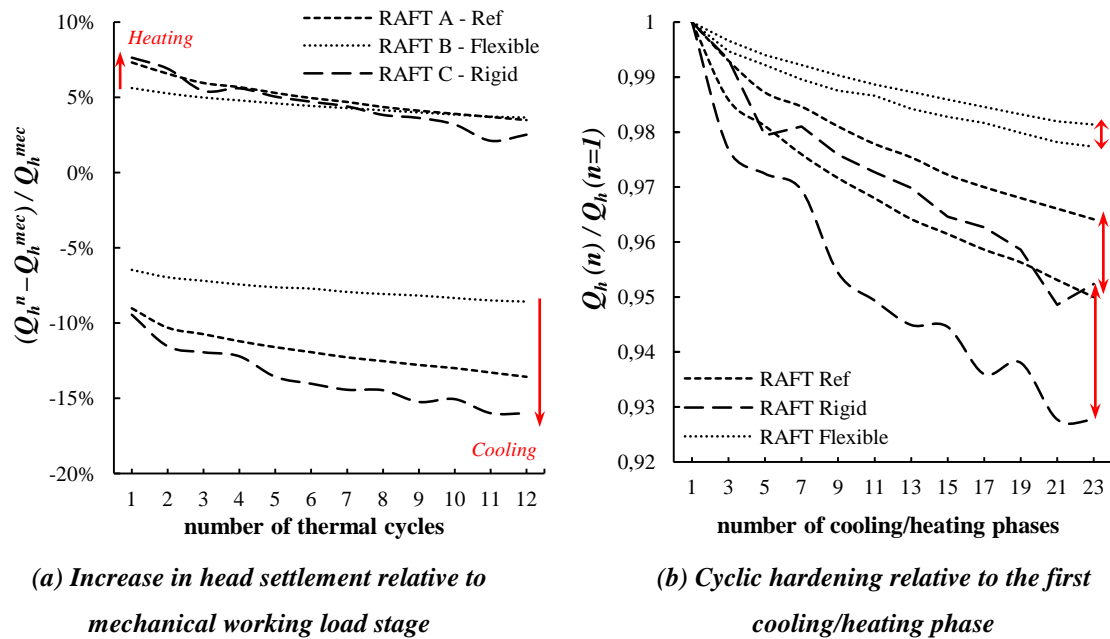 10%
5%
0%
-5%
-10%
-15%
-20%
(Q_h^n – Q_h^mec) / Q_h^mec
Heating
RAFT A - Ref
RAFT B - Flexible
RAFT C - Rigid
Cooling
1 2 3 4 5 6 7 8 9 10 11 12
number of thermal cycles
(a) Increase in head settlement relative to
mechanical working load stage
1
0,99
0,98
0,97
0,96
0,95
0,94
0,93
0,92
Q_h (n) / Q_h (n=1)
RAFT Ref
RAFT Rigid
RAFT Flexible
1 3 5 7 9 11 13 15 17 19 21 23
number of cooling/heating phases
(b) Cyclic hardening relative to the first
cooling/heating phase